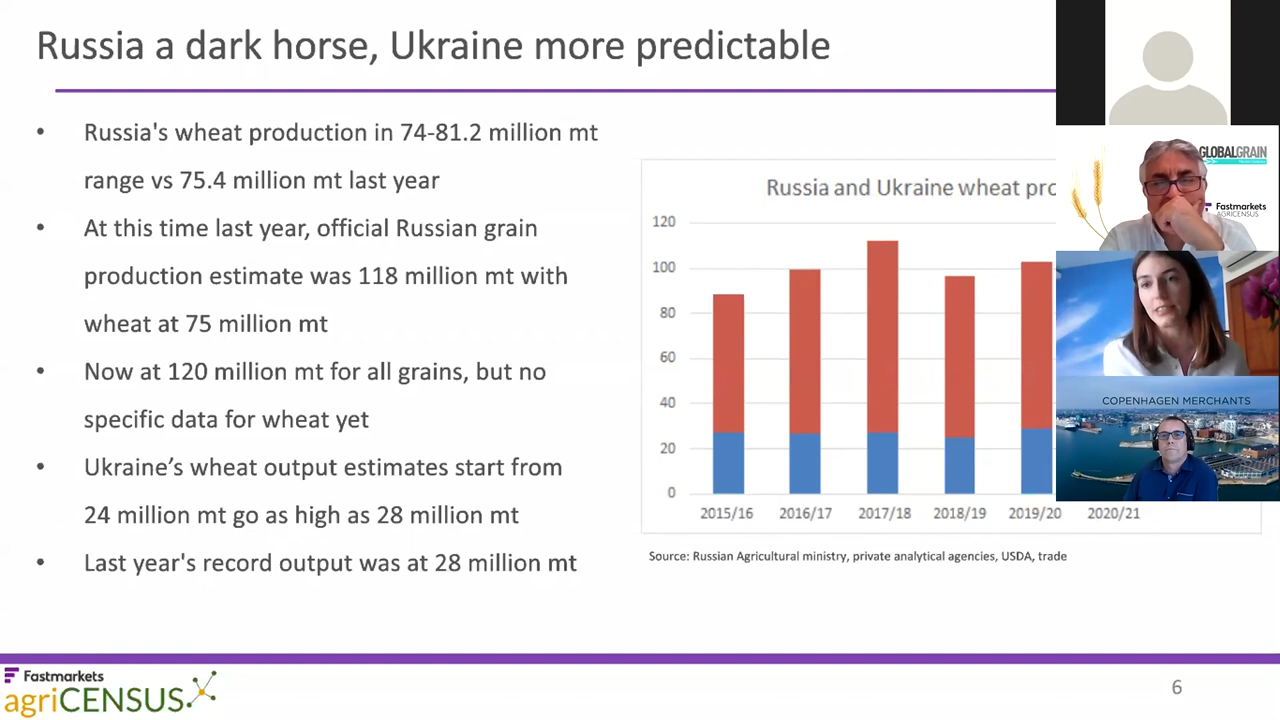 Russia a dark horse, Ukraine more predictable
• Russia's wheat production in 74-81.2 million mt
range vs 75.4 million mt last year
• At this time last year, official Russian grain
production estimate was 118 million mt with
wheat at 75 million mt
• Now at 120 million mt for all grains, but no
specific data for wheat yet
• Ukraine’s wheat output estimates start from
24 million mt go as high as 28 million mt
• Last year's record output was at 28 million mt
Russia and Ukraine wheat pro
120
100
80
60
40
20
0
2015/16 2016/17 2017/18 2018/19 2019/20 2020/21
Source: Russian Agricultural ministry, private analytical agencies, USDA, trade
GLOBALGRAIN
Fastmarkets
AGRICENSUS
COPENHAGEN MERCHANTS
Fastmarkets
agriCENSUS
6